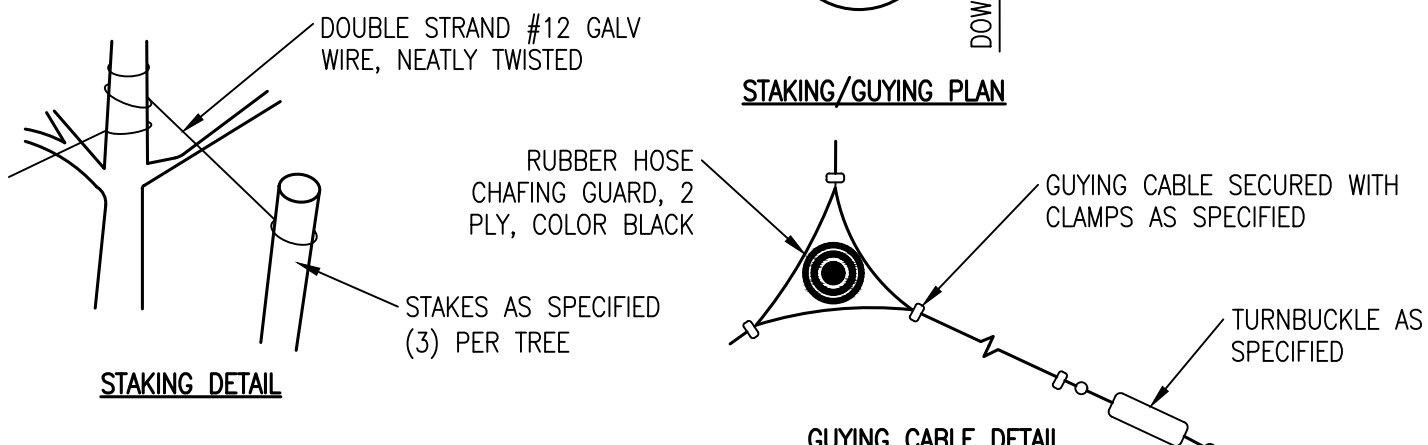 DOUBLE STRAND #12 GALV
WIRE, NEATLY TWISTED
STAKES AS SPECIFIED
(3) PER TREE
STAKING DETAIL
DOW
STAKING/GUYING PLAN
RUBBER HOSE
CHAFING GUARD, 2
PLY, COLOR BLACK
GUYING CABLE SECURED WITH
CLAMPS AS SPECIFIED
TURNBUCKLE AS
SPECIFIED
GUYING CABLE DETAIL